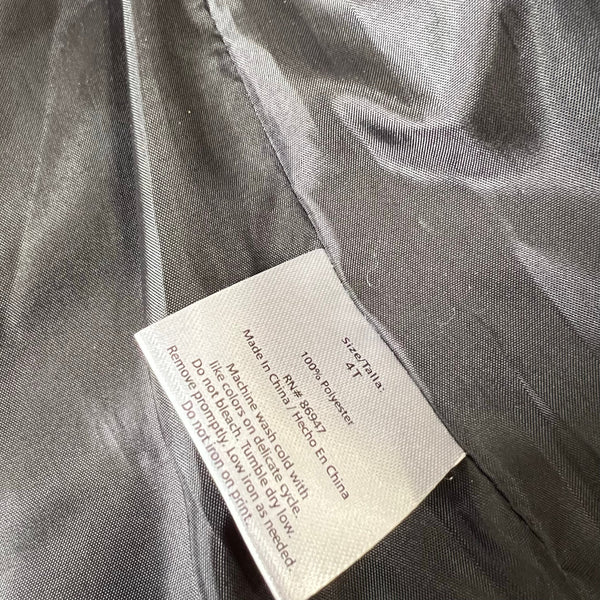 Size/Talla:
4T
100% Polyester
Made In China / Hecho En China
RN# 86947
Machine wash cold with
like colors on delicate cycle.
Do not bleach. Tumble dry low.
Remove promptly. Low iron as needed.
Do not iron on print.